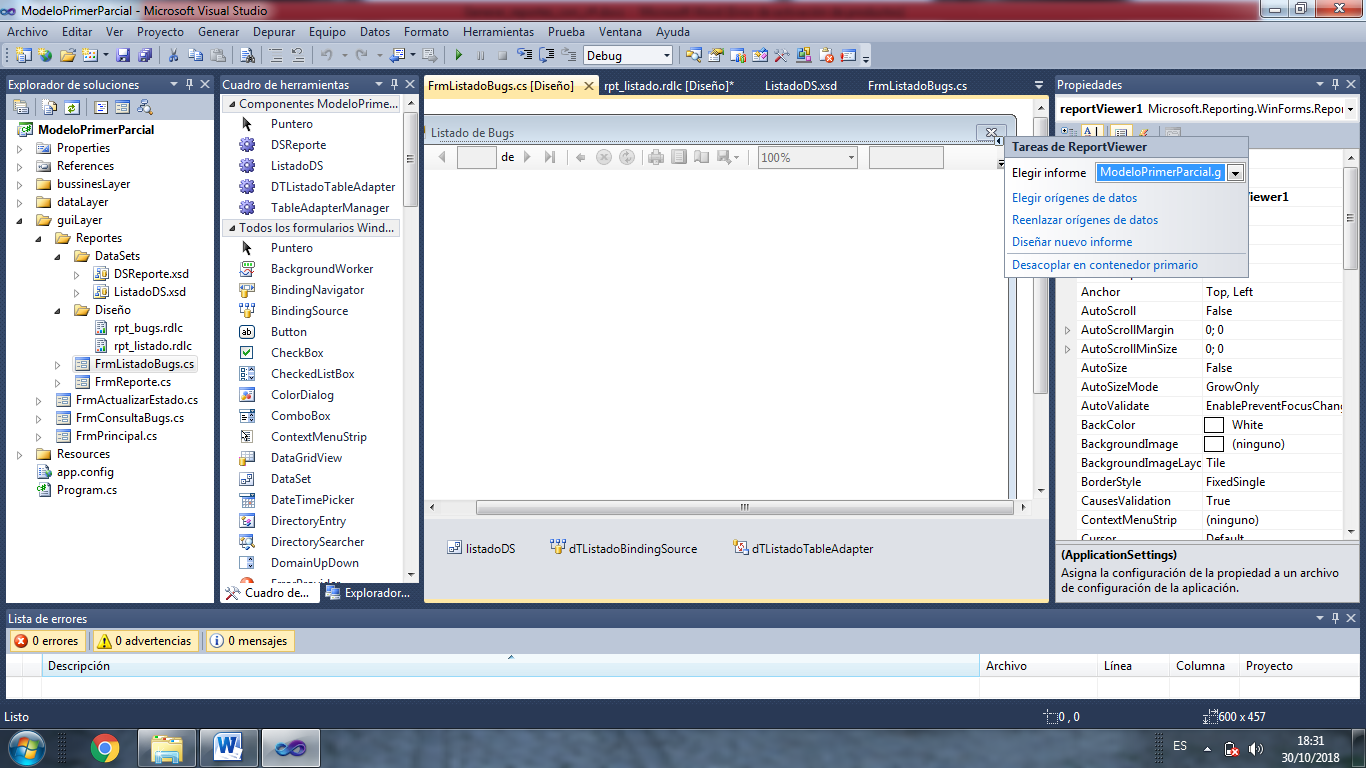 ModeloPrimerParcial - Microsoft Visual Studio
Archivo Editar Ver Proyecto Generar Depurar Equipo Datos Formato Herramientas Prueba Ventana Ayuda
Debug
Explorador de soluciones
ModeloPrimerParcial
Properties
References
bussinesLayer
dataLayer
guiLayer
Reportes
DataSets
DSReporte.xsd
ListadoDS.xsd
Diseño
rpt_bugs.rdlc
rpt_listado.rdlc
FrmListadoBugs.cs
FrmReporte.cs
FrmActualizarEstado.cs
FrmConsultaBugs.cs
FrmPrincipal.cs
Resources
app.config
Program.cs
Cuadro de herramientas
Componentes ModeloPrime...
Puntero
DSReporte
ListadoDS
DTListadoTableAdapter
TableAdapterManager
Todos los formularios Wind...
Puntero
BackgroundWorker
BindingNavigator
BindingSource
Button
CheckBox
CheckedListBox
ColorDialog
ComboBox
ContextMenuStrip
DataGridView
DataSet
DateTimePicker
DirectoryEntry
DirectorySearcher
DomainUpDown
ErrorProvider
Cuadro de... Explorador...
FrmListadoBugs.cs [Diseño] rpt_listado.rdlc [Diseño]* ListadoDS.xsd FrmListadoBugs.cs
Listado de Bugs
de 100%
listadoDS dTListadoBindingSource dTListadoTableAdapter
Propiedades
reportViewer1 Microsoft.Reporting.WinForms.Repor
Tareas de ReportViewer
Elegir informe ModeloPrimerParcial.g
Elegir orígenes de datos
Reenlazar orígenes de datos
Diseñar nuevo informe
Desacoplar en contenedor primario
Viewer1
Anchor Top, Left
AutoScroll False
AutoScrollMargin 0; 0
AutoScrollMinSize 0; 0
AutoSize False
AutoSizeMode GrowOnly
AutoValidate EnablePreventFocusChang
BackColor White
BackgroundImage (ninguno)
BackgroundImageLayo Tile
BorderStyle FixedSingle
CausesValidation True
ContextMenuStrip (ninguno)
Cursor Default
(ApplicationSettings)
Asigna la configuración de la propiedad a un archivo
de configuración de la aplicación.
Lista de errores
0 errores 0 advertencias 0 mensajes
Descripción Archivo Línea Columna Proyecto
Listo 0 , 0 600 x 457
ES 18:31
30/10/2018